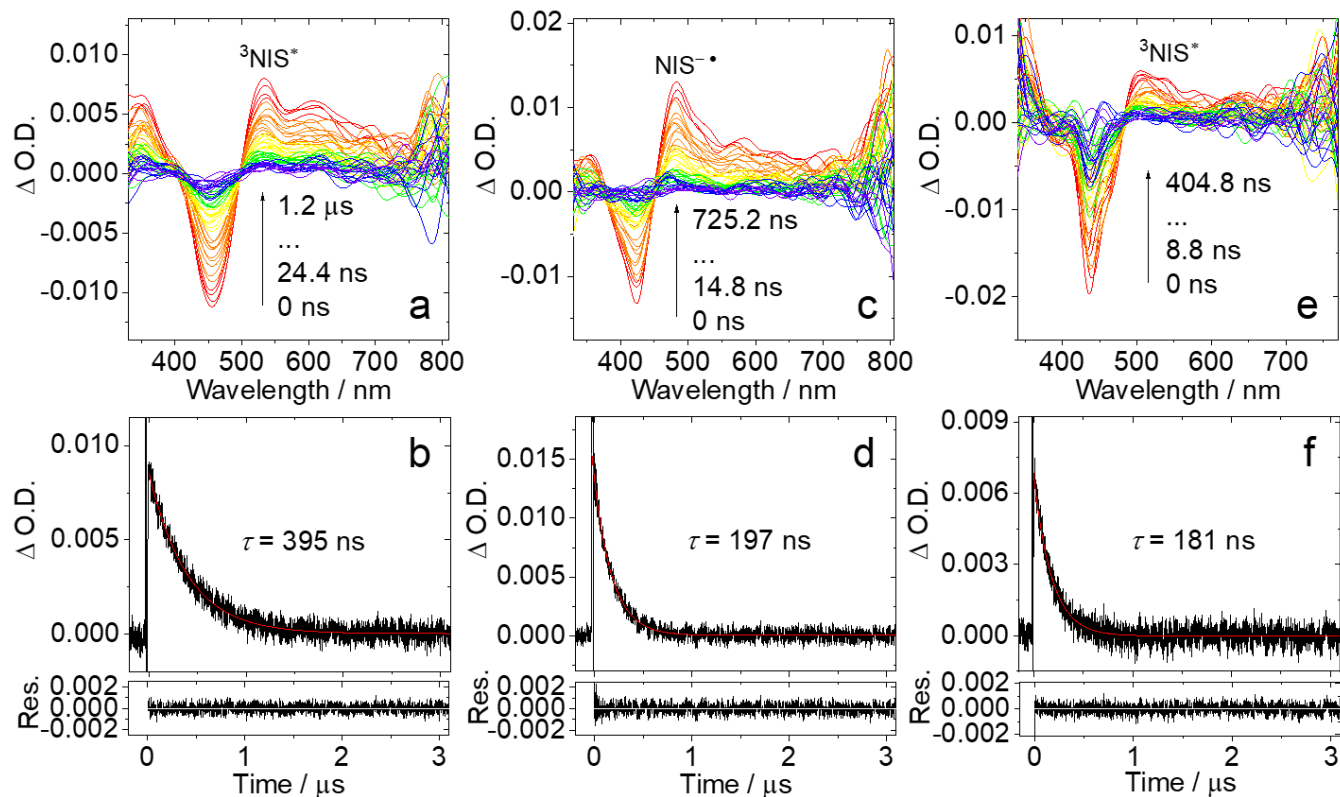 0.010
0.005
0.000
-0.005
-0.010
Δ O.D.
³NIS*
1.2 μs
...
24.4 ns
0 ns
a
400 500 600 700 800
Wavelength / nm
0.02
0.01
0.00
-0.01
Δ O.D.
NIS⁻•
725.2 ns
...
14.8 ns
0 ns
c
400 500 600 700 800
Wavelength / nm
0.01
0.00
-0.01
-0.02
Δ O.D.
³NIS*
404.8 ns
...
8.8 ns
0 ns
e
400 500 600 700
Wavelength / nm
0.010
0.005
0.000
Δ O.D.
b
τ = 395 ns
0.002
0.000
-0.002
Res.
0 1 2 3
Time / μs
0.015
0.010
0.005
0.000
Δ O.D.
d
τ = 197 ns
0.002
0.000
-0.002
Res.
0 1 2 3
Time / μs
0.009
0.006
0.003
0.000
Δ O.D.
f
τ = 181 ns
0.002
0.000
-0.002
Res.
0 1 2 3
Time / μs